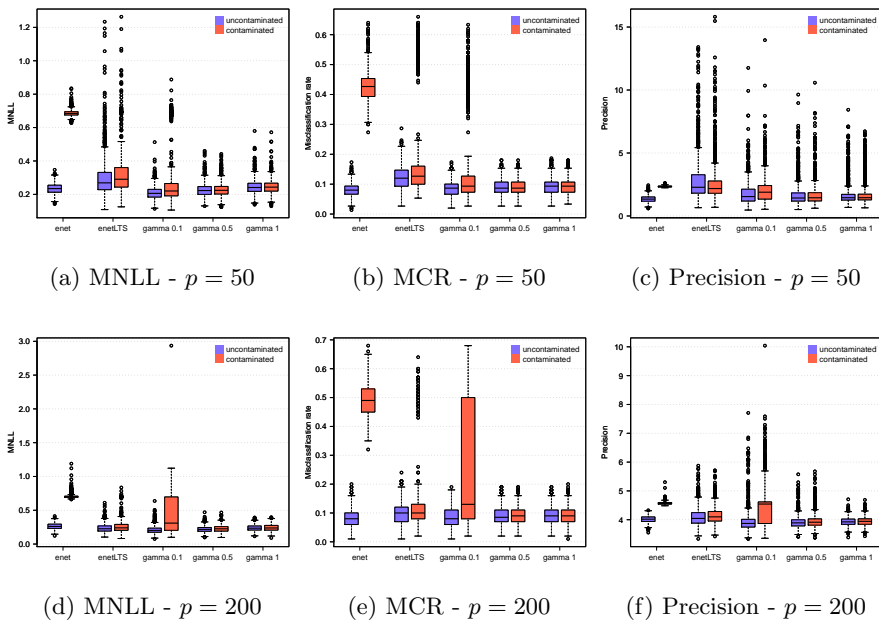 uncontaminated
contaminated
MNLL
1.2
1.0
0.8
0.6
0.4
0.2
enet
enetLTS
gamma 0.1
gamma 0.5
gamma 1
(a) MNLL - p = 50
uncontaminated
contaminated
Misclassification rate
0.6
0.5
0.4
0.3
0.2
0.1
0.0
enet
enetLTS
gamma 0.1
gamma 0.5
gamma 1
(b) MCR - p = 50
uncontaminated
contaminated
Precision
15
10
5
0
enet
enetLTS
gamma 0.1
gamma 0.5
gamma 1
(c) Precision - p = 50
uncontaminated
contaminated
MNLL
3.0
2.5
2.0
1.5
1.0
0.5
0.0
enet
enetLTS
gamma 0.1
gamma 0.5
gamma 1
(d) MNLL - p = 200
uncontaminated
contaminated
Misclassification rate
0.7
0.6
0.5
0.4
0.3
0.2
0.1
0.0
enet
enetLTS
gamma 0.1
gamma 0.5
gamma 1
(e) MCR - p = 200
uncontaminated
contaminated
Precision
10
9
8
7
6
5
4
enet
enetLTS
gamma 0.1
gamma 0.5
gamma 1
(f) Precision - p = 200